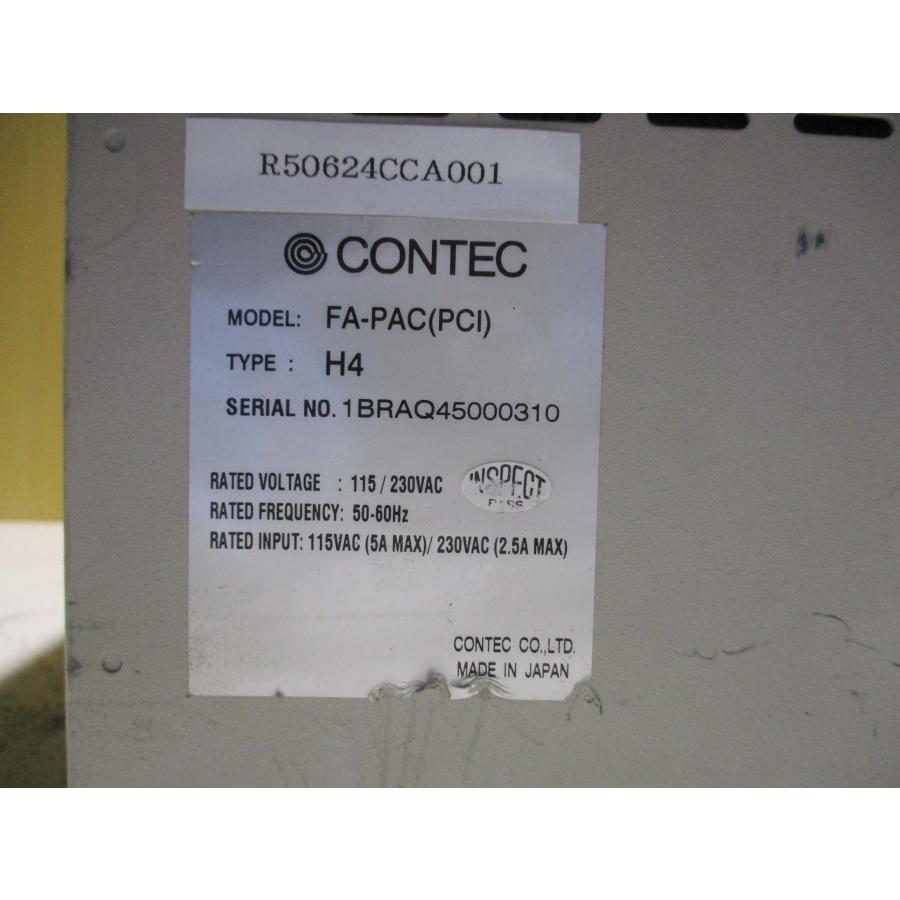 R50624CCA001
CONTEC
MODEL: FA-PAC(PCI)
TYPE : H4
SERIAL NO. 1BRAQ45000310
RATED VOLTAGE : 115 / 230VAC
INSPECT
RATED FREQUENCY: 50-60Hz
RATED INPUT: 115VAC (5A MAX)/ 230VAC (2.5A MAX)
CONTEC CO.,LTD.
MADE IN JAPAN